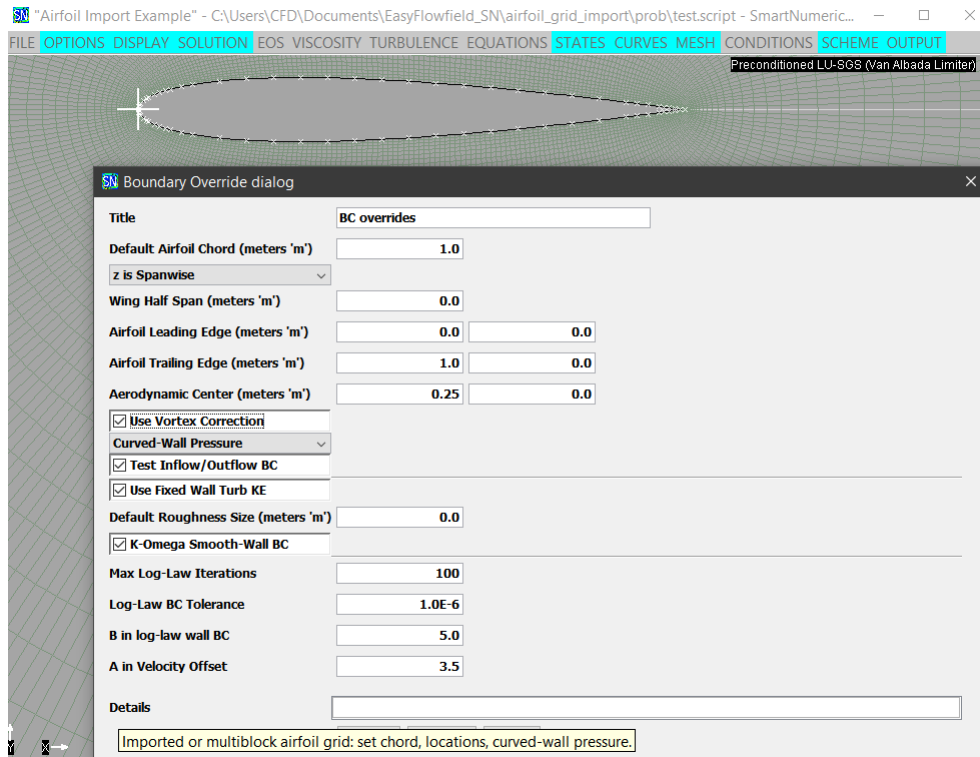 "Airfoil Import Example" - C:\Users\CFD\Documents\EasyFlowfield_SN\airfoil_grid_import\prob\test.script - SmartNumeric...
FILE OPTIONS DISPLAY SOLUTION EOS VISCOSITY TURBULENCE EQUATIONS STATES CURVES MESH CONDITIONS SCHEME OUTPUT
Preconditioned LU-SGS (Van Albada Limiter)
SN Boundary Override dialog
Title BC overrides
Default Airfoil Chord (meters 'm') 1.0
z is Spanwise
Wing Half Span (meters 'm') 0.0
Airfoil Leading Edge (meters 'm') 0.0 0.0
Airfoil Trailing Edge (meters 'm') 1.0 0.0
Aerodynamic Center (meters 'm') 0.25 0.0
Use Vortex Correction
Curved-Wall Pressure
Test Inflow/Outflow BC
Use Fixed Wall Turb KE
Default Roughness Size (meters 'm') 0.0
K-Omega Smooth-Wall BC
Max Log-Law Iterations 100
Log-Law BC Tolerance 1.0E-6
B in log-law wall BC 5.0
A in Velocity Offset 3.5
Details
Imported or multiblock airfoil grid: set chord, locations, curved-wall pressure.
Y X